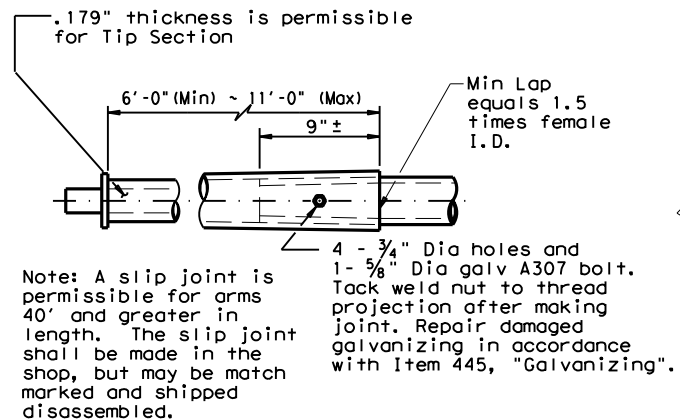 .179" thickness is permissible
for Tip Section
6'-0"(Min) ~ 11'-0" (Max)
9"±
Min Lap
equals 1.5
times female
I.D.
4 - 3/4" Dia holes and
1- 5/8" Dia galv A307 bolt.
Tack weld nut to thread
projection after making
joint. Repair damaged
galvanizing in accordance
with Item 445, "Galvanizing".
Note: A slip joint is
permissible for arms
40' and greater in
length.  The slip joint
shall be made in the
shop, but may be match
marked and shipped
disassembled.